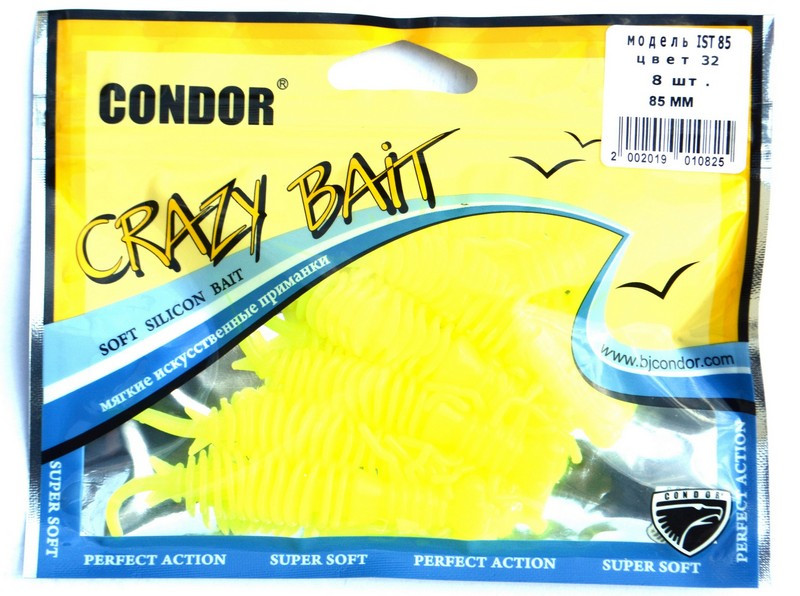 CONDOR®
модель IST 85
цвет 32
8 шт .
85 ММ
2 002019 010825
CRAZY BAIT
SOFT SILICON BAIT
мягкие искусственные приманки
www.bjcondor.com
SUPER SOFT
PERFECT ACTION
CONDOR
PERFECT ACTION SUPER SOFT PERFECT ACTION SUPER SOFT